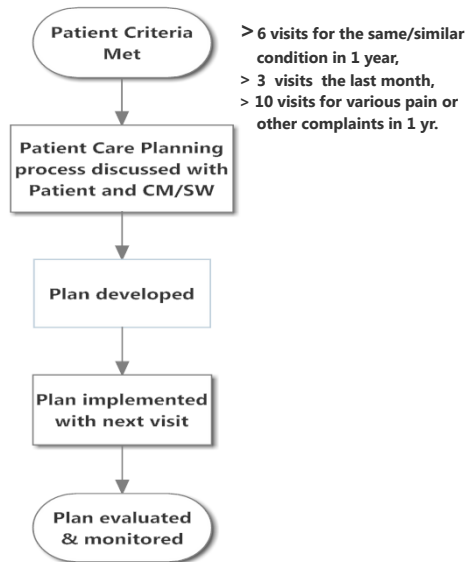 Patient Criteria
Met
> 6 visits for the same/similar
condition in 1 year,
> 3 visits the last month,
> 10 visits for various pain or
other complaints in 1 yr.
Patient Care Planning
process discussed with
Patient and CM/SW
Plan developed
Plan implemented
with next visit
Plan evaluated
& monitored